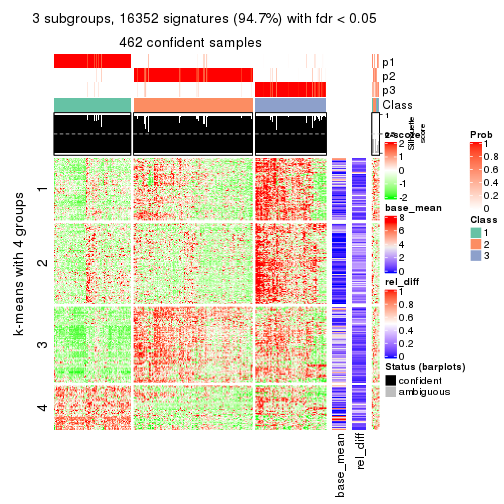 3 subgroups, 16352 signatures (94.7%) with fdr < 0.05
462 confident samples
p1
p2
p3
Class
1
0
Silhouette
score
k-means with 4 groups
1
2
3
4
base_mean
rel_diff
z-score
2
1
0
-1
-2
base_mean
8
6
4
2
0
rel_diff
1
0.8
0.6
0.4
0.2
0
Status (barplots)
confident
ambiguous
Prob
1
0.8
0.6
0.4
0.2
0
Class
1
2
3